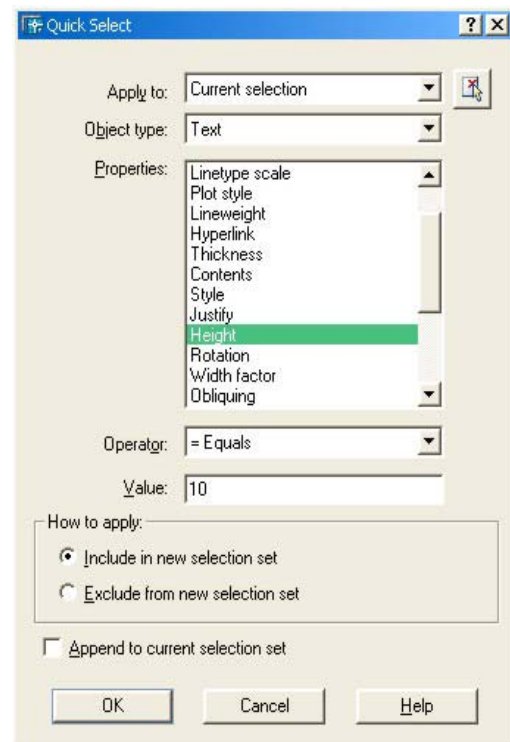 Quick Select
Apply to: Current selection
Object type: Text
Properties:
Linetype scale
Plot style
Lineweight
Hyperlink
Thickness
Contents
Style
Justify
Height
Rotation
Width factor
Obliquing
Operator: = Equals
Value: 10
How to apply:
Include in new selection set
Exclude from new selection set
Append to current selection set
OK Cancel Help